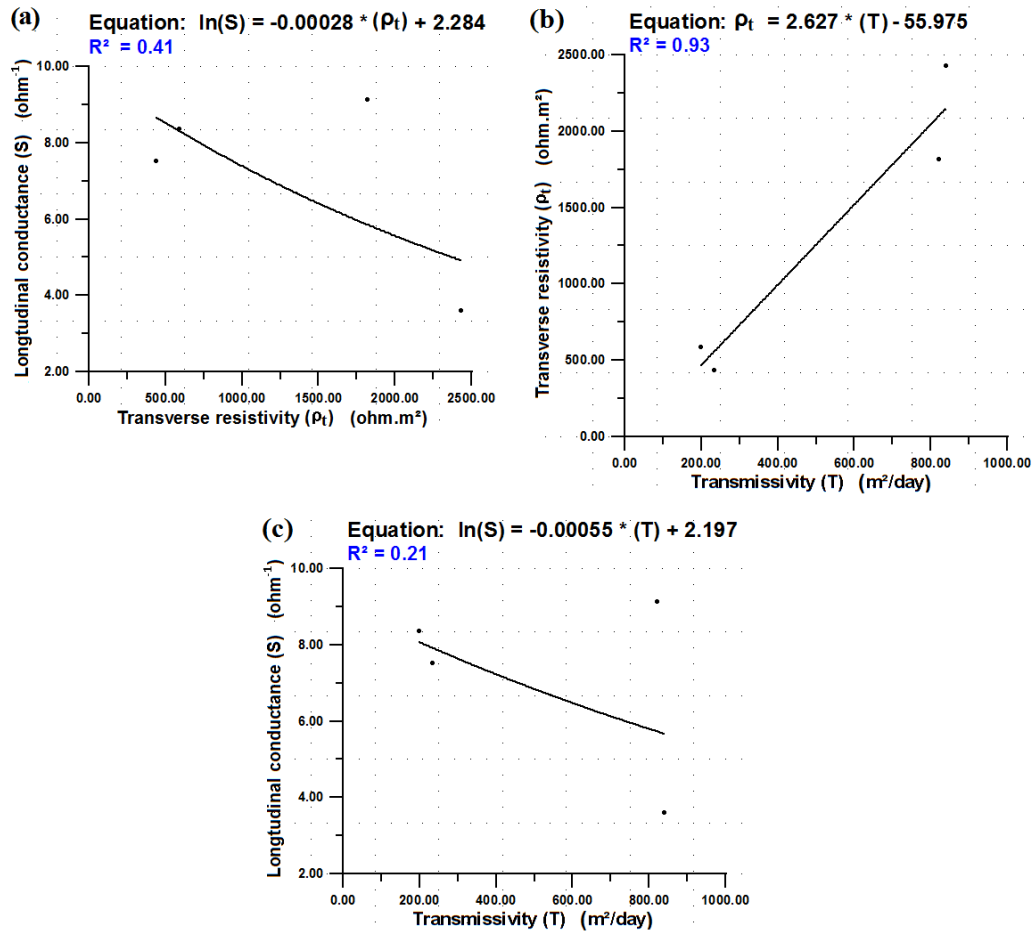 (a)
Equation: ln(S) = -0.00028 * (ρt) + 2.284
R² = 0.41
10.00
8.00
6.00
4.00
2.00
Longtudinal conductance (S) (ohm⁻¹)
0.00 500.00 1000.00 1500.00 2000.00 2500.00
Transverse resistivity (ρt) (ohm.m²)
(b)
Equation: ρt = 2.627 * (T) - 55.975
R² = 0.93
2500.00
2000.00
1500.00
1000.00
500.00
0.00
Transverse resistivity (ρt) (ohm.m²)
0.00 200.00 400.00 600.00 800.00 1000.00
Transmissivity (T) (m²/day)
(c)
Equation: ln(S) = -0.00055 * (T) + 2.197
R² = 0.21
10.00
8.00
6.00
4.00
2.00
Longtudinal conductance (S) (ohm⁻¹)
0.00 200.00 400.00 600.00 800.00 1000.00
Transmissivity (T) (m²/day)